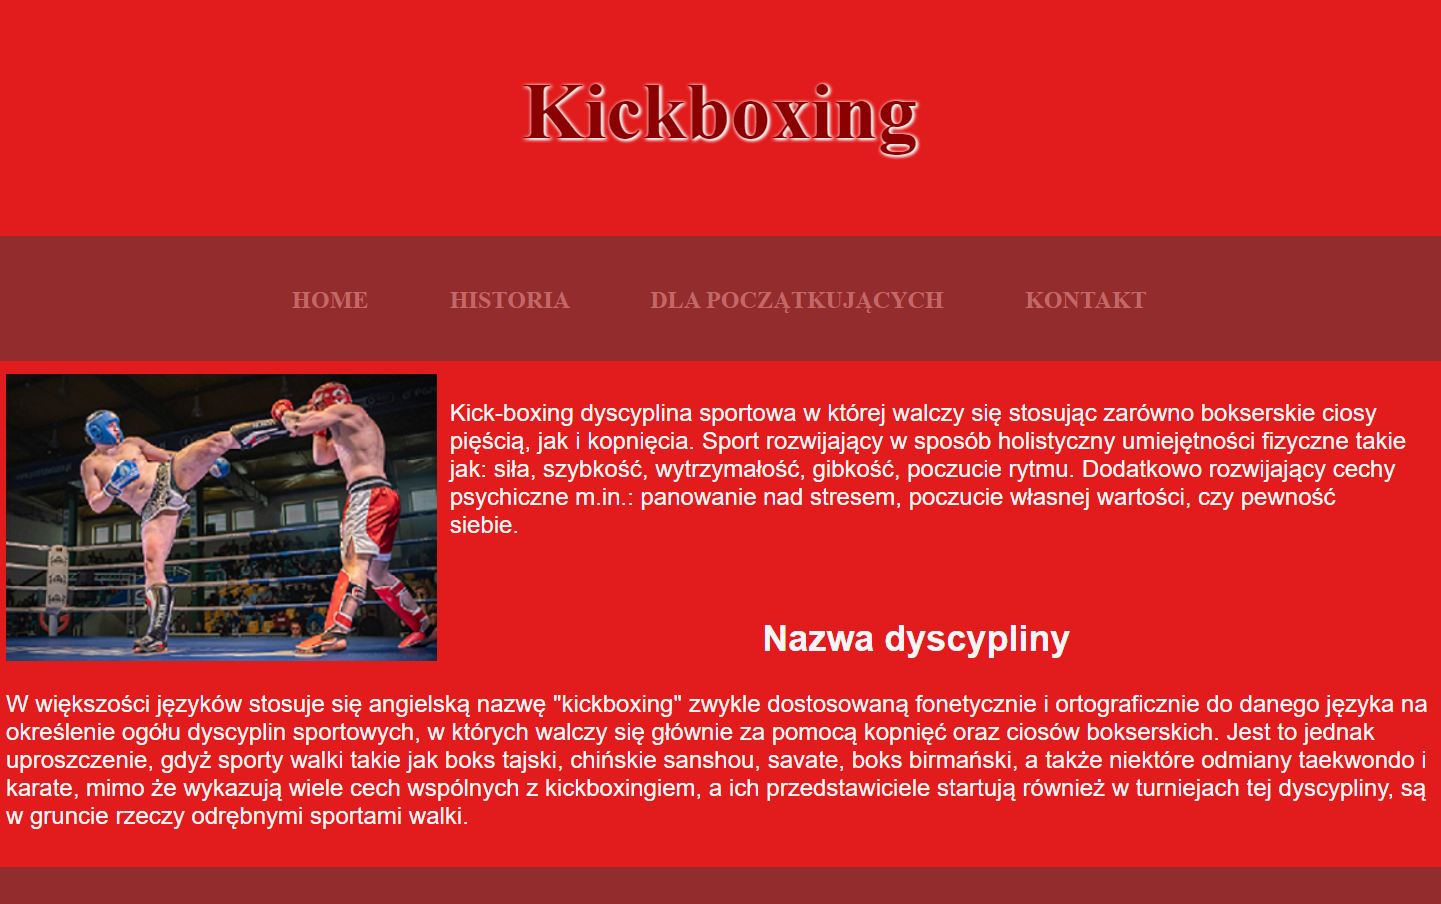 Kickboxing
HOME HISTORIA DLA POCZĄTKUJĄCYCH KONTAKT
Kick-boxing dyscyplina sportowa w której walczy się stosując zarówno bokserskie ciosy
pięścią, jak i kopnięcia. Sport rozwijający w sposób holistyczny umiejętności fizyczne takie
jak: siła, szybkość, wytrzymałość, gibkość, poczucie rytmu. Dodatkowo rozwijający cechy
psychiczne m.in.: panowanie nad stresem, poczucie własnej wartości, czy pewność
siebie.
Nazwa dyscypliny
W większości języków stosuje się angielską nazwę "kickboxing" zwykle dostosowaną fonetycznie i ortograficznie do danego języka na
określenie ogółu dyscyplin sportowych, w których walczy się głównie za pomocą kopnięć oraz ciosów bokserskich. Jest to jednak
uproszczenie, gdyż sporty walki takie jak boks tajski, chińskie sanshou, savate, boks birmański, a także niektóre odmiany taekwondo i
karate, mimo że wykazują wiele cech wspólnych z kickboxingiem, a ich przedstawiciele startują również w turniejach tej dyscypliny, są
w gruncie rzeczy odrębnymi sportami walki.